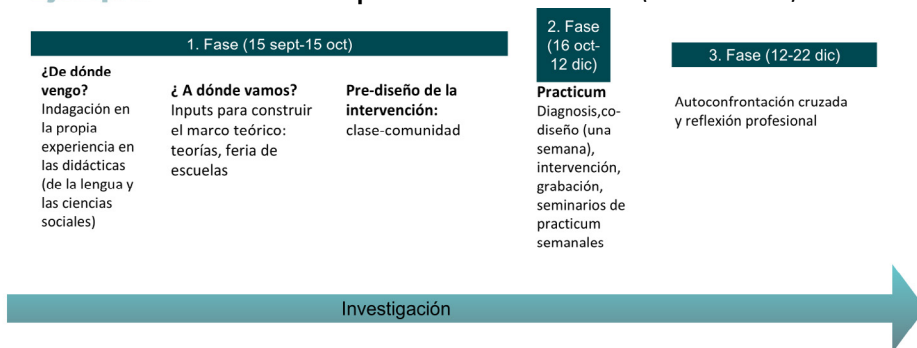 1. Fase (15 sept-15 oct)
¿De dónde
vengo?
Indagación en
la propia
experiencia en
las didácticas
(de la lengua y
las ciencias
sociales)
¿ A dónde vamos?
Inputs para construir
el marco teórico:
teorías, feria de
escuelas
Pre-diseño de la
intervención:
clase-comunidad
2. Fase
(16 oct-
12 dic)
Practicum
Diagnosis,co-
diseño (una
semana),
intervención,
grabación,
seminarios de
practicum
semanales
3. Fase (12-22 dic)
Autoconfrontación cruzada
y reflexión profesional
Investigación